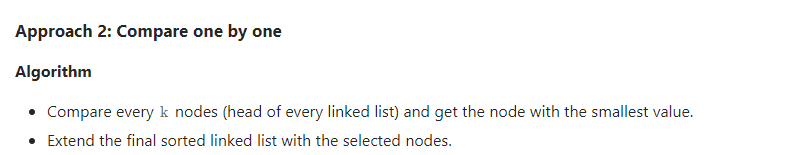 Approach 2: Compare one by one
Algorithm
• Compare every k nodes (head of every linked list) and get the node with the smallest value.
• Extend the final sorted linked list with the selected nodes.